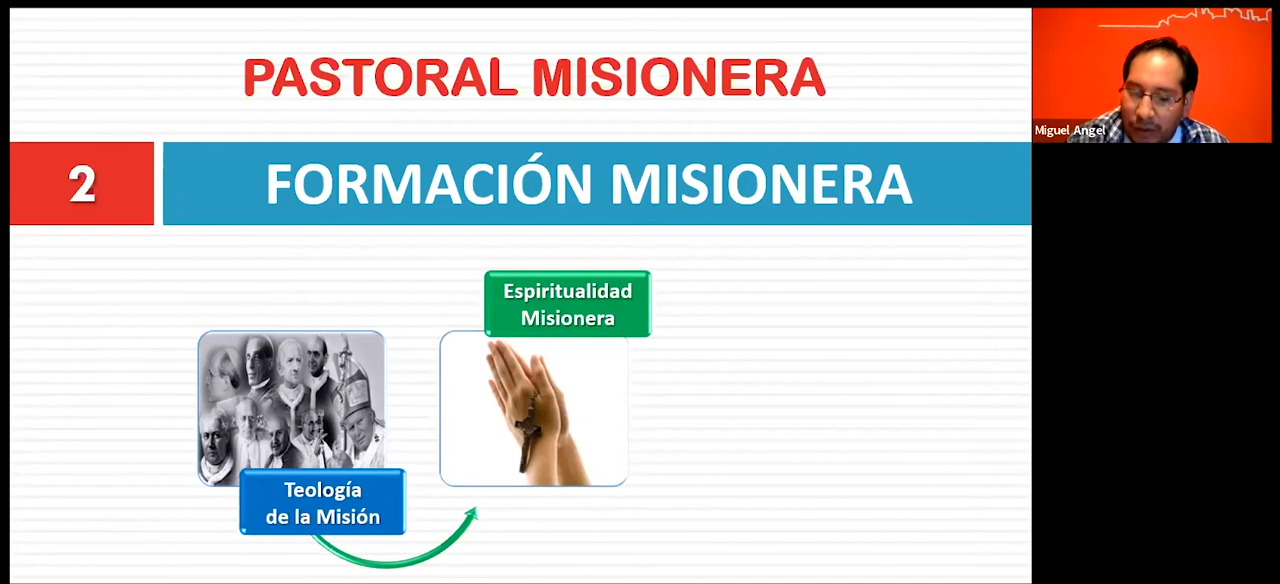 PASTORAL MISIONERA
2
FORMACIÓN MISIONERA
Espiritualidad
Misionera
Teología
de la Misión
Miguel Angel